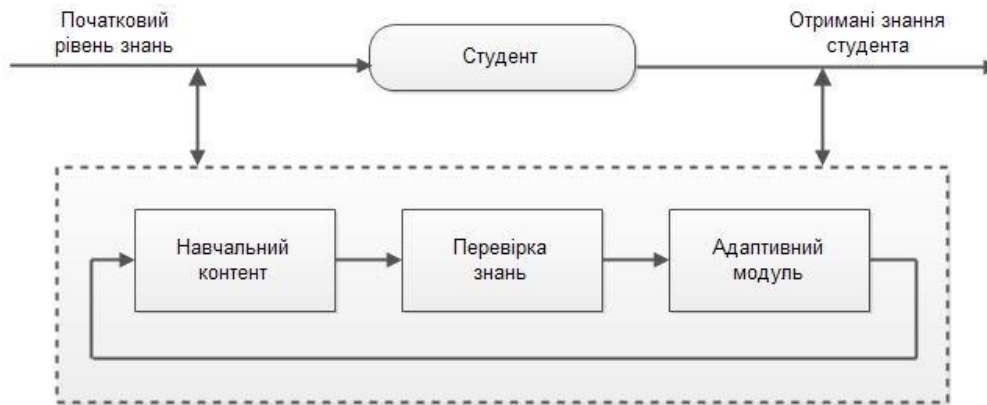 Початковий
рівень знань
Студент
Отримані знання
студента
Навчальний
контент
Перевірка
знань
Адаптивний
модуль